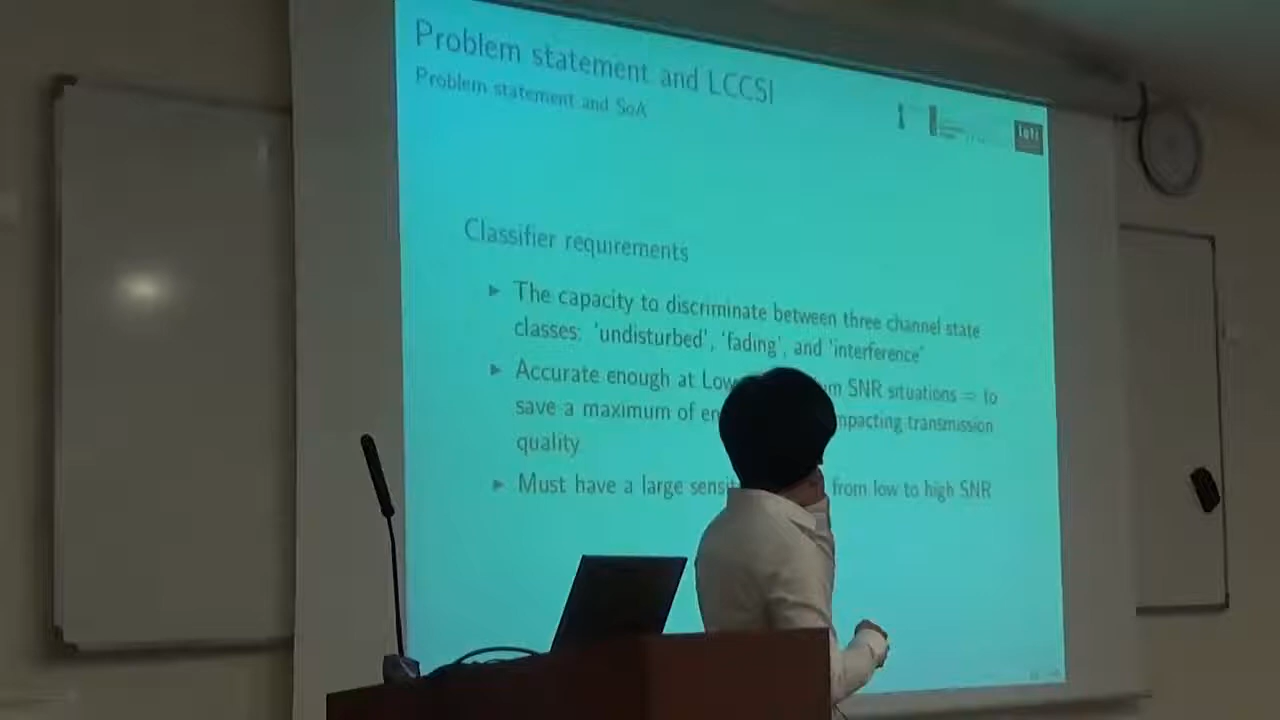 Problem statement and LCCSI
Problem statement and SoA
leti
Classifier requirements
► The capacity to discriminate between three channel state
classes: 'undisturbed', 'fading', and 'interference'
► Accurate enough at Low SNR situations = to
save a maximum of transmission
quality
► Must have a large from low to high SNR